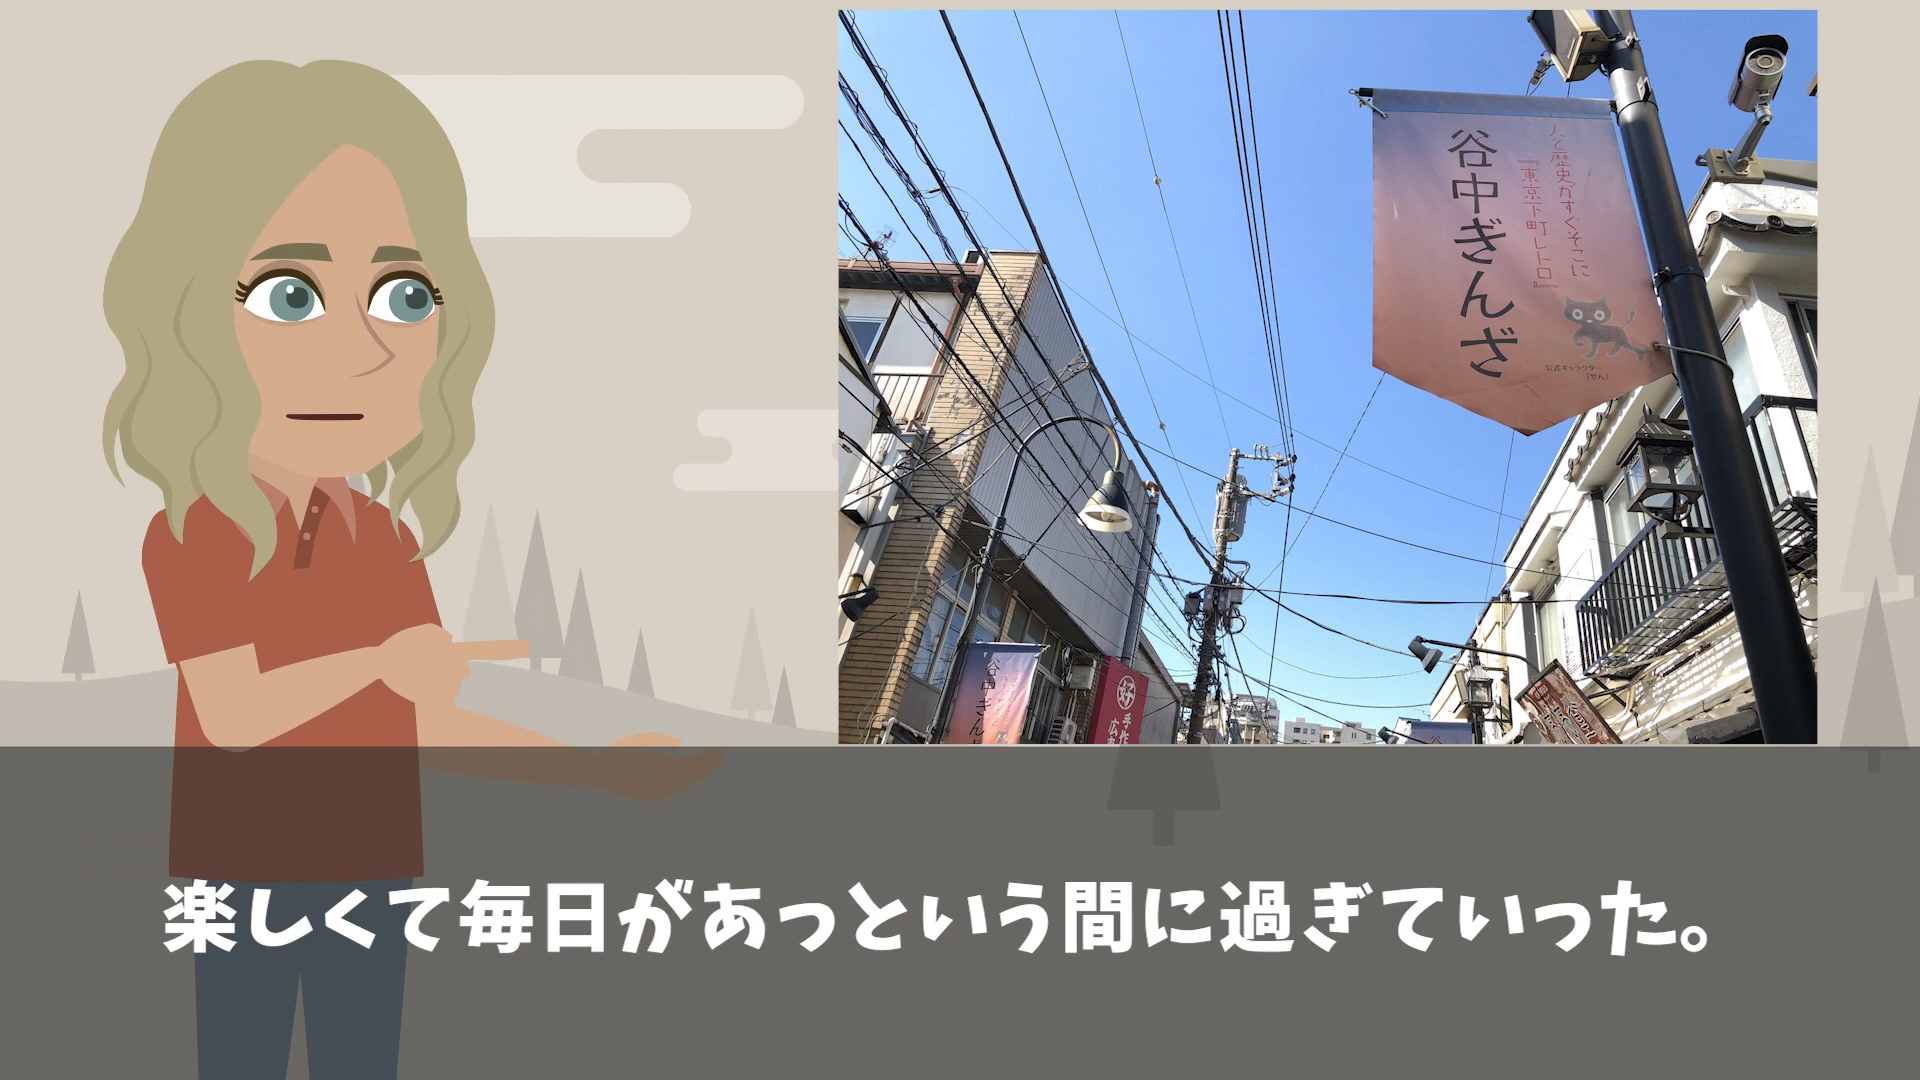 人と歴史がすぐそこに
『東京下町レトロ』
谷中ぎんざ
公式キャラクター
「せん」
谷中ぎん
好
手作
広
楽しくて毎日があっという間に過ぎていった。